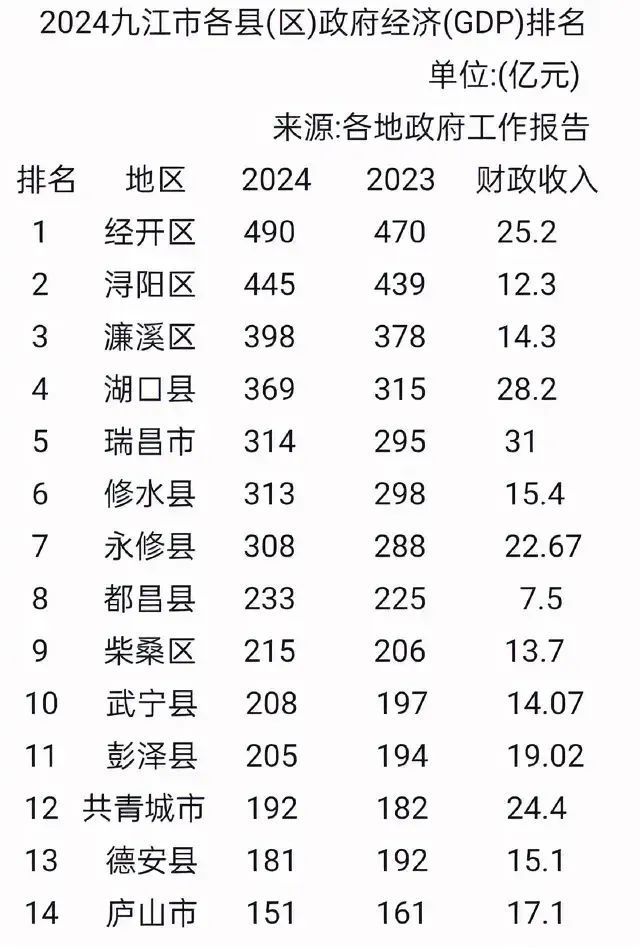 2024九江市各县(区)政府经济(GDP)排名
单位:(亿元)
来源:各地政府工作报告
排名 地区 2024 2023 财政收入
1 经开区 490 470 25.2
2 浔阳区 445 439 12.3
3 濂溪区 398 378 14.3
4 湖口县 369 315 28.2
5 瑞昌市 314 295 31
6 修水县 313 298 15.4
7 永修县 308 288 22.67
8 都昌县 233 225 7.5
9 柴桑区 215 206 13.7
10 武宁县 208 197 14.07
11 彭泽县 205 194 19.02
12 共青城市 192 182 24.4
13 德安县 181 192 15.1
14 庐山市 151 161 17.1